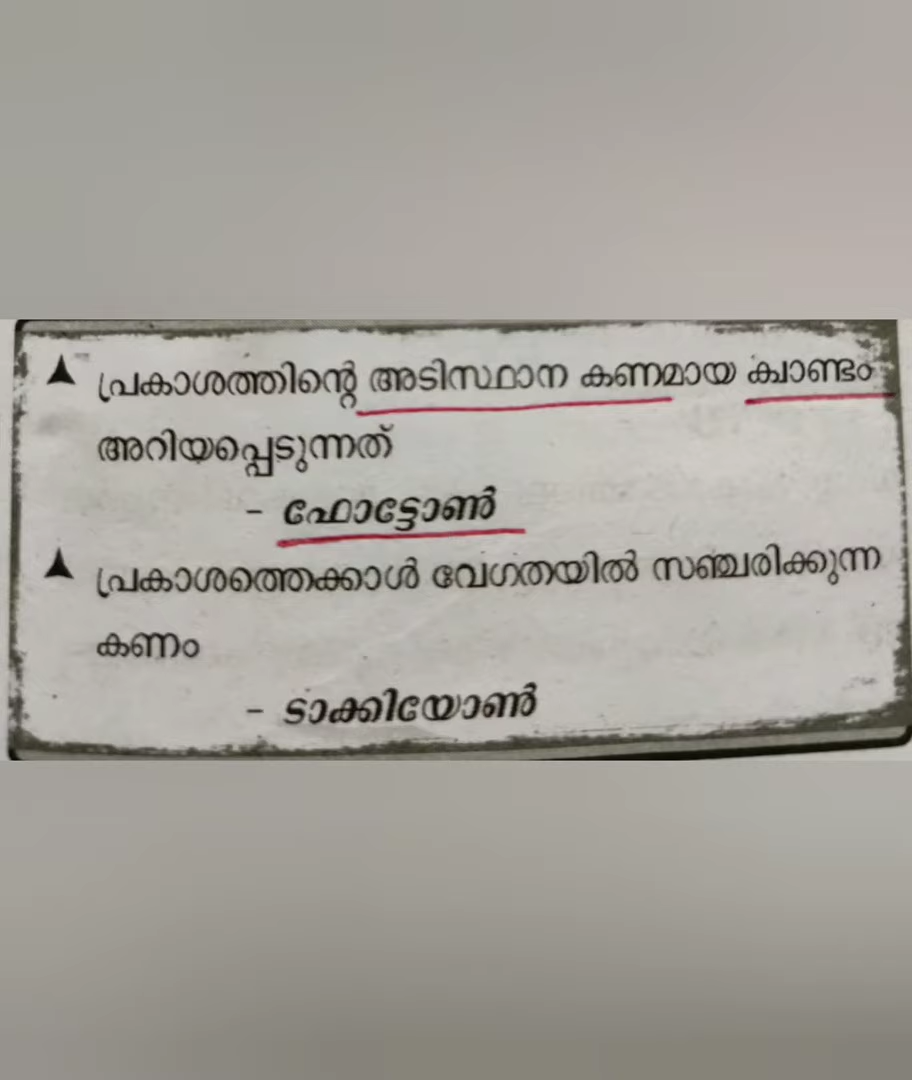 പ്രകാശത്തിന്റെ അടിസ്ഥാന കണമായ ക്വാണ്ടം
അറിയപ്പെടുന്നത്
- ഫോട്ടോൺ
പ്രകാശത്തെക്കാൾ വേഗതയിൽ സഞ്ചരിക്കുന്ന
കണം
- ടാക്കിയോൺ